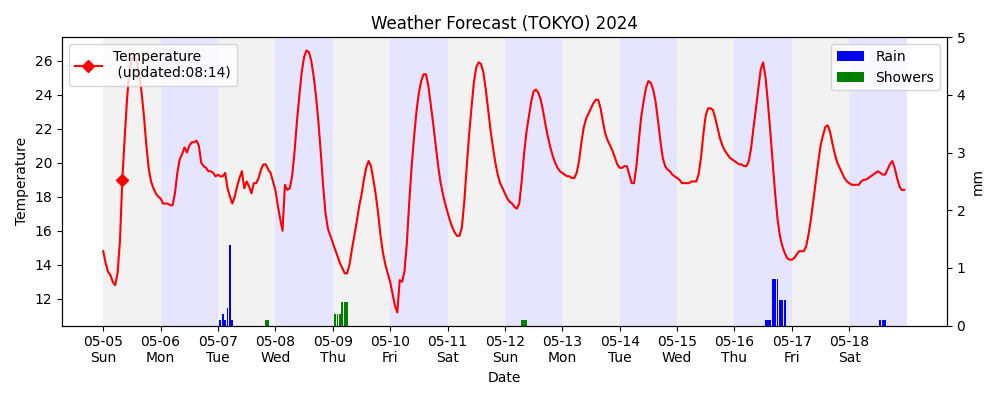 Weather Forecast (TOKYO) 2024
Temperature
(updated:08:14)
Rain
Showers
26
24
22
20
18
16
14
12
Temperature
5
4
3
2
1
0
mm
05-05 05-06 05-07 05-08 05-09 05-10 05-11 05-12 05-13 05-14 05-15 05-16 05-17 05-18
Sun Mon Tue Wed Thu Fri Sat Sun Mon Tue Wed Thu Fri Sat
Date